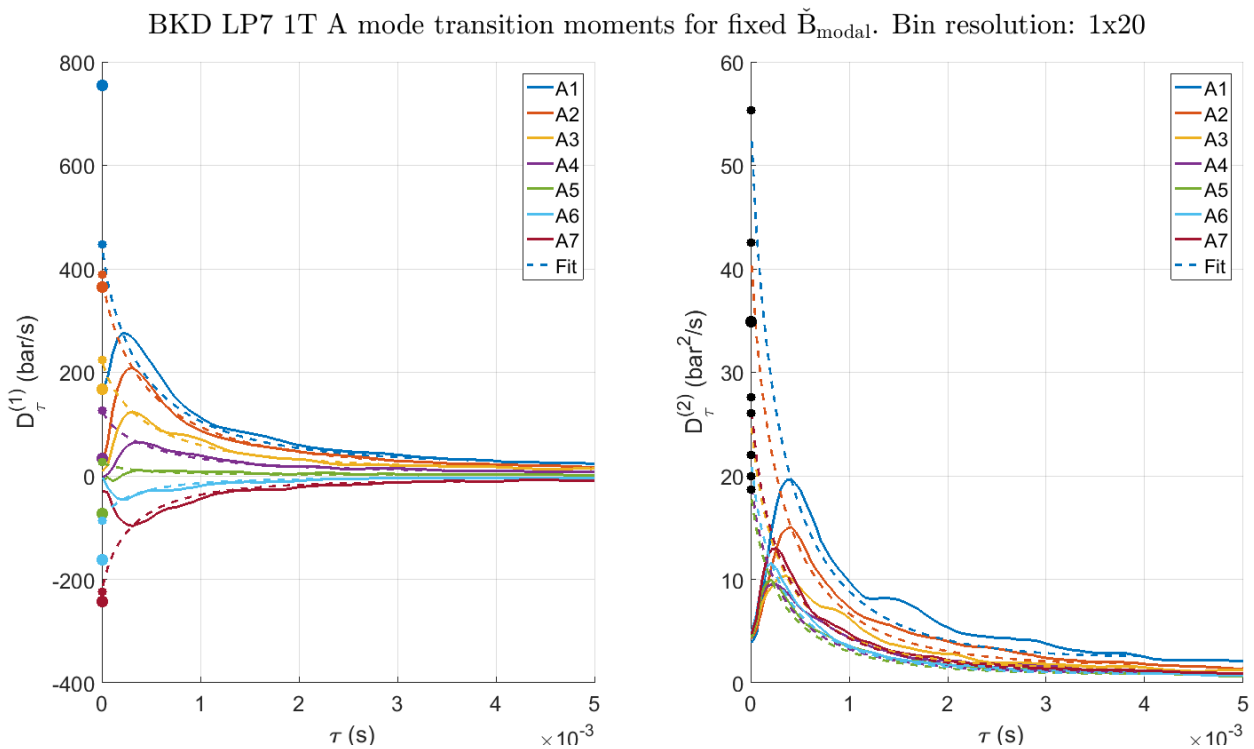 BKD LP7 1T A mode transition moments for fixed B̌modal. Bin resolution: 1x20
800
600
400
200
0
-200
-400
D_τ^(1) (bar/s)
0 1 2 3 4 5
τ (s)
×10^-3
A1
A2
A3
A4
A5
A6
A7
Fit
60
50
40
30
20
10
0
D_τ^(2) (bar²/s)
0 1 2 3 4 5
τ (s)
×10^-3
A1
A2
A3
A4
A5
A6
A7
Fit